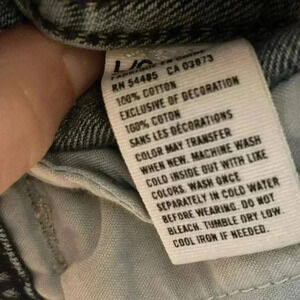 RN 54485 CA 03973
100% COTTON
EXCLUSIVE OF DECORATION
100% COTON
SANS LES DÉCORATIONS
COLOR MAY TRANSFER
WHEN NEW. MACHINE WASH
COLD INSIDE OUT WITH LIKE
COLORS. WASH ONCE
SEPARATELY IN COLD WATER
BEFORE WEARING. DO NOT
BLEACH. TUMBLE DRY LOW.
COOL IRON IF NEEDED.